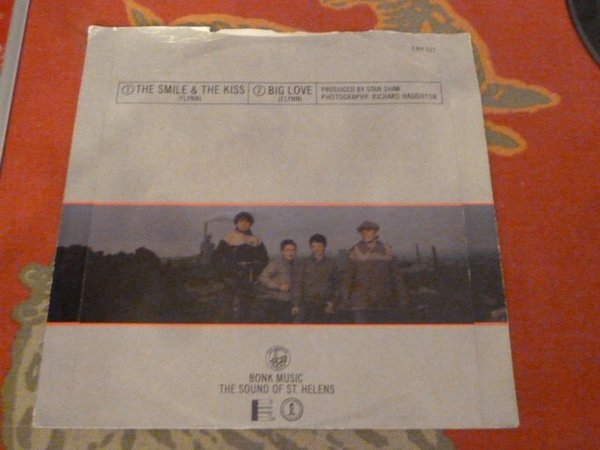 ① THE SMILE & THE KISS
(FLYNN)
② BIG LOVE
(FLYNN)
PRODUCED BY STAN SHAW
PHOTOGRAPHY: RICHARD HAUGHTON
BONK MUSIC
THE SOUND OF ST. HELENS